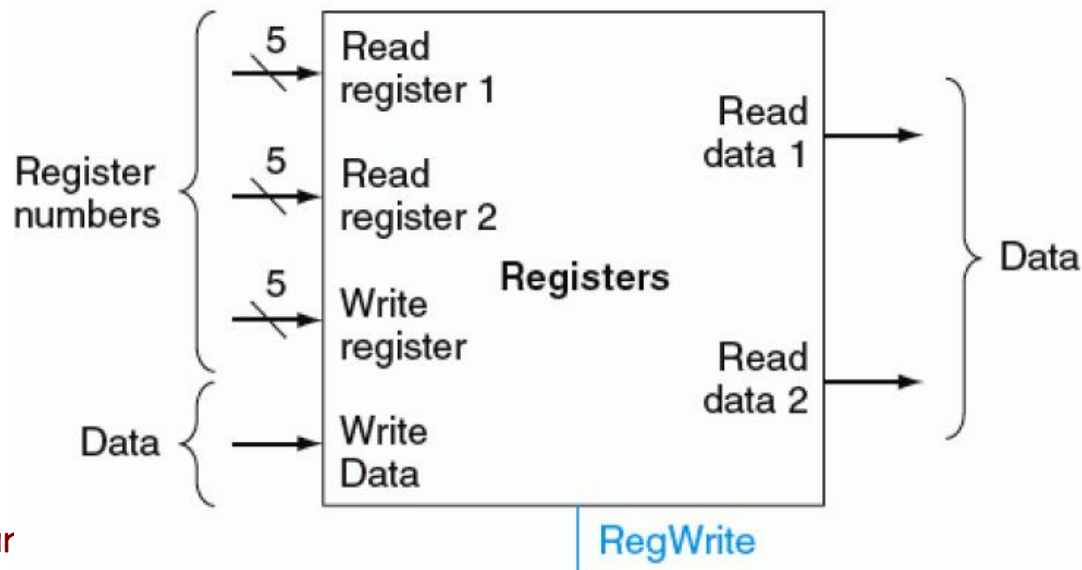 5
Read
register 1
5
Read
register 2
5
Write
register
Write
Data
Register
numbers
Data
Registers
Read
data 1
Read
data 2
Data
RegWrite